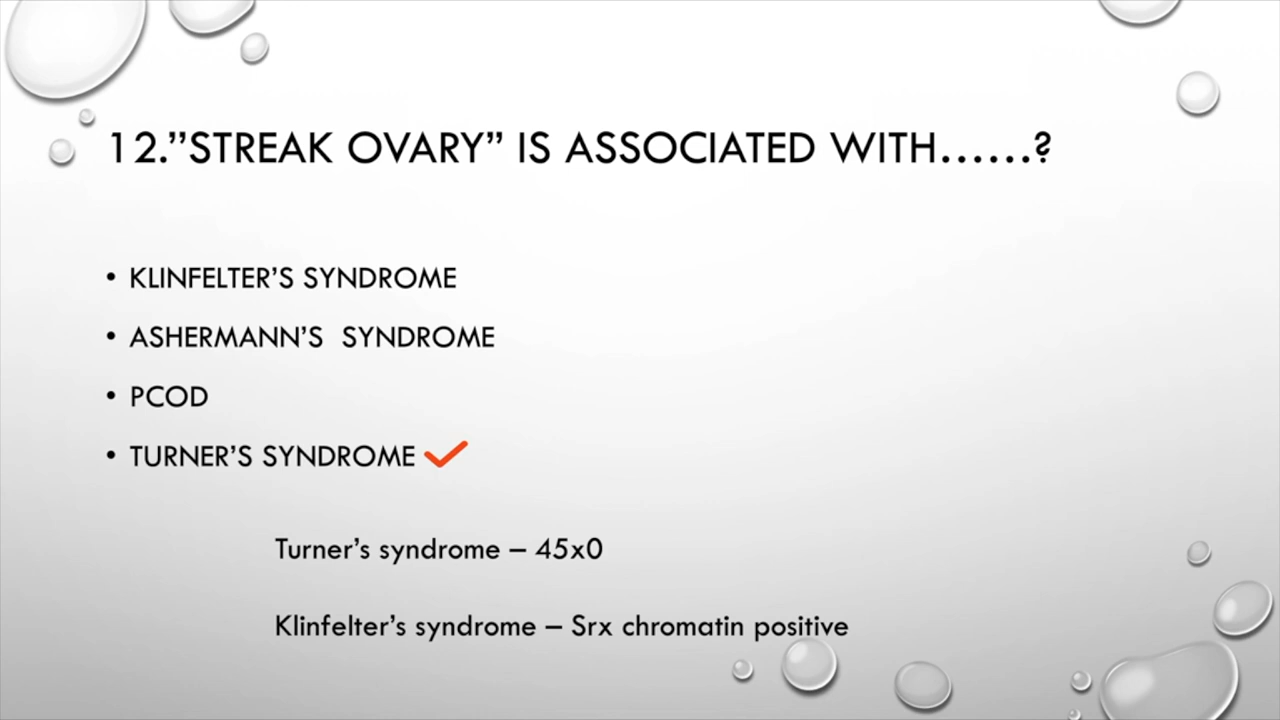 12.”STREAK OVARY” IS ASSOCIATED WITH......?
• KLINFELTER’S SYNDROME
• ASHERMANN’S SYNDROME
• PCOD
• TURNER’S SYNDROME
Turner’s syndrome – 45x0
Klinfelter’s syndrome – Srx chromatin positive